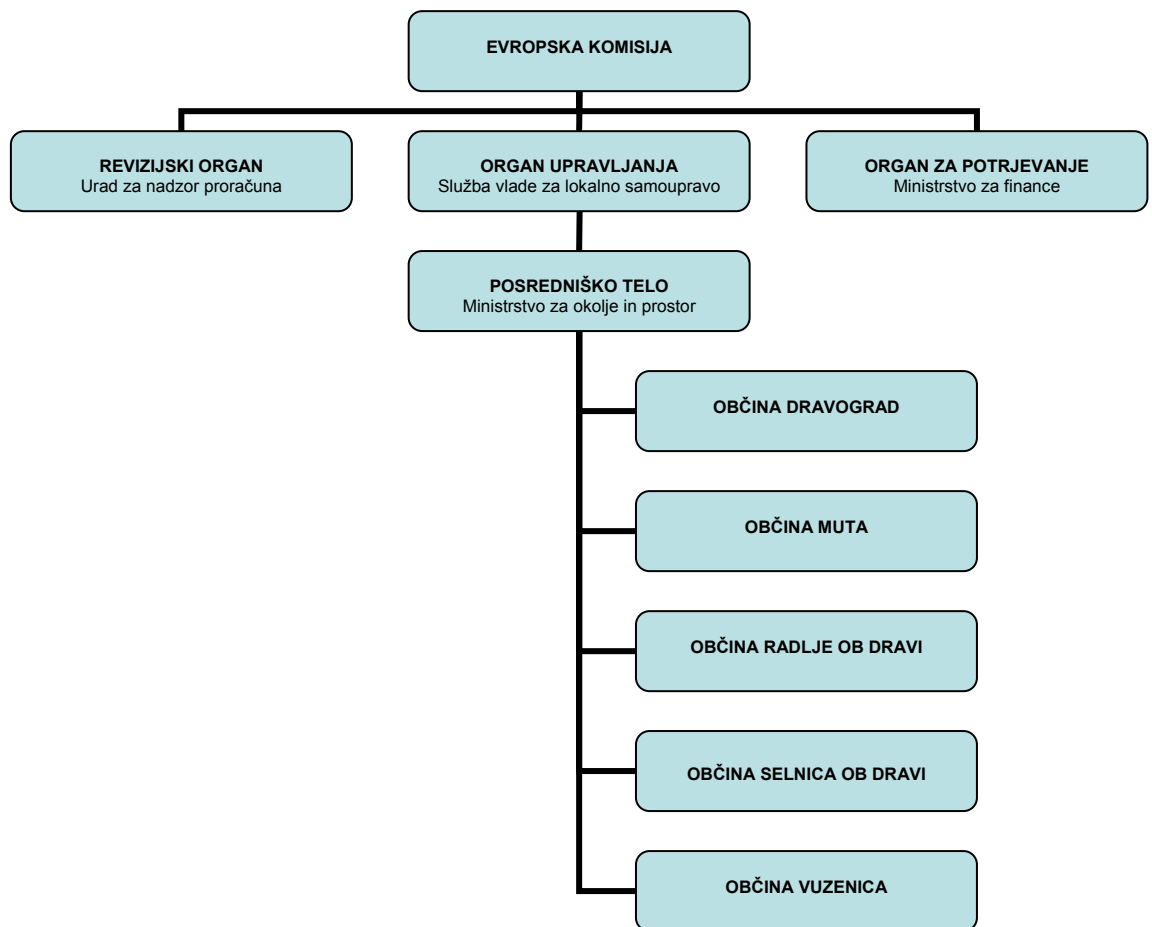 EVROPSKA KOMISIJA
REVIZIJSKI ORGAN
Urad za nadzor proračuna
ORGAN UPRAVLJANJA
Služba vlade za lokalno samoupravo
ORGAN ZA POTRJEVANJE
Ministrstvo za finance
POSREDNIŠKO TELO
Ministrstvo za okolje in prostor
OBČINA DRAVOGRAD
OBČINA MUTA
OBČINA RADLJE OB DRAVI
OBČINA SELNICA OB DRAVI
OBČINA VUZENICA